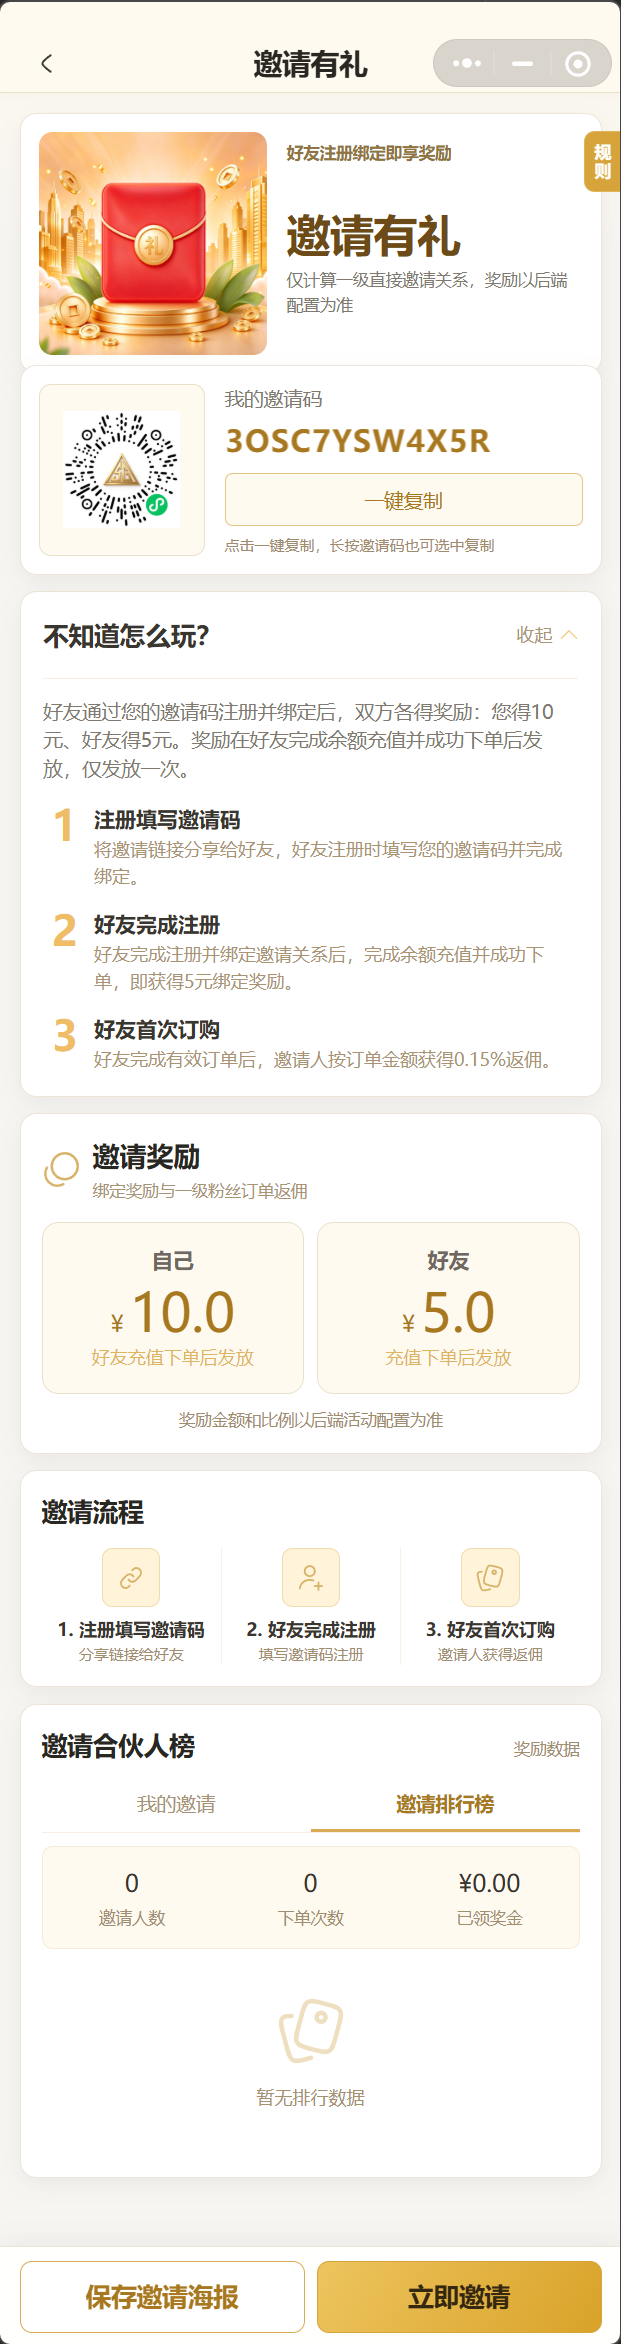 邀请有礼
好友注册绑定即享奖励
规则
礼
邀请有礼
仅计算一级直接邀请关系，奖励以后端
配置为准
我的邀请码
3OSC7YSW4X5R
一键复制
点击一键复制，长按邀请码也可选中复制
不知道怎么玩？
收起
好友通过您的邀请码注册并绑定后，双方各得奖励：您得10
元、好友得5元。奖励在好友完成余额充值并成功下单后发
放，仅发放一次。
1 注册填写邀请码
将邀请链接分享给好友，好友注册时填写您的邀请码并完成
绑定。
2 好友完成注册
好友完成注册并绑定邀请关系后，完成余额充值并成功下
单，即获得5元绑定奖励。
3 好友首次订购
好友完成有效订单后，邀请人按订单金额获得0.15%返佣。
邀请奖励
绑定奖励与一级粉丝订单返佣
自己
¥ 10.0
好友充值下单后发放
好友
¥ 5.0
充值下单后发放
奖励金额和比例以后端活动配置为准
邀请流程
1. 注册填写邀请码
分享链接给好友
2. 好友完成注册
填写邀请码注册
3. 好友首次订购
邀请人获得返佣
邀请合伙人榜
奖励数据
我的邀请
邀请排行榜
0
邀请人数
0
下单次数
¥0.00
已领奖金
暂无排行数据
保存邀请海报
立即邀请